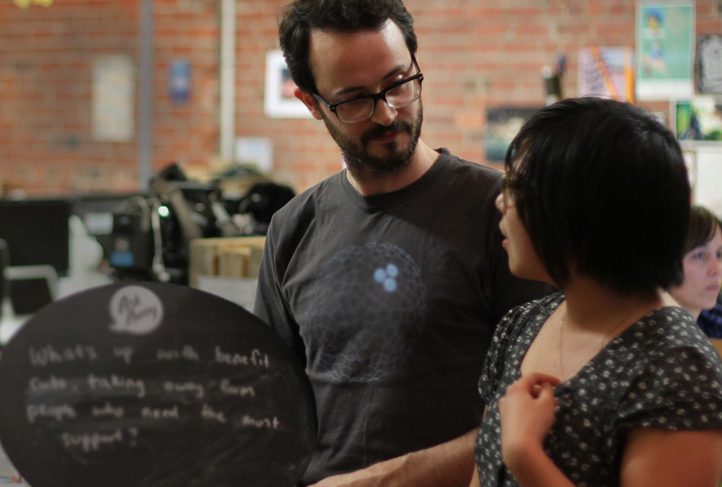 What's up with benefit
cuts, taking away from
people who need the most
support?